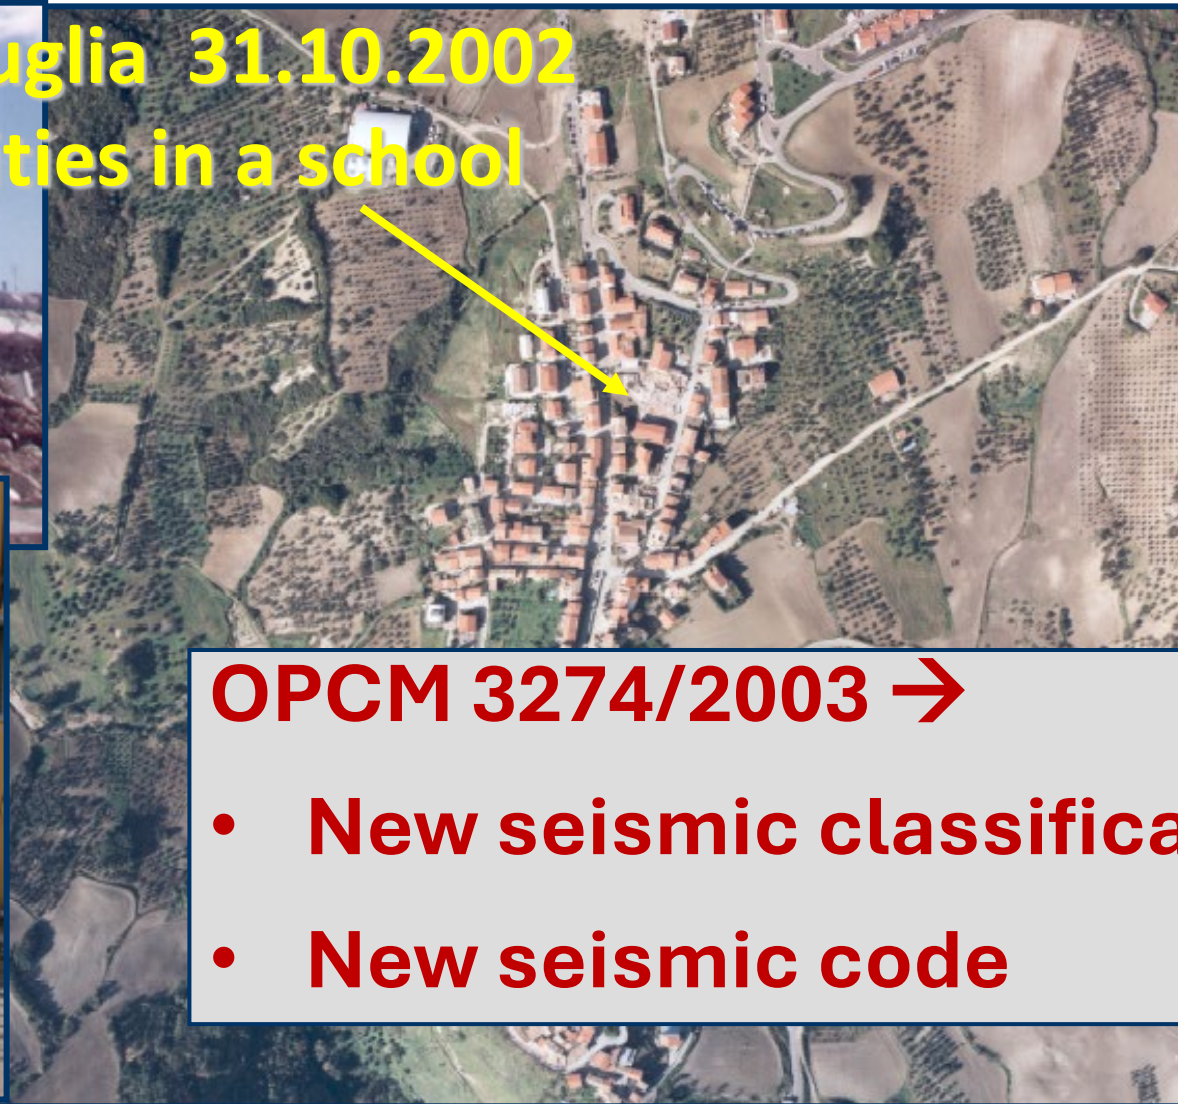 uglia 31.10.2002
ties in a school
OPCM 3274/2003 →
• New seismic classifica
• New seismic code